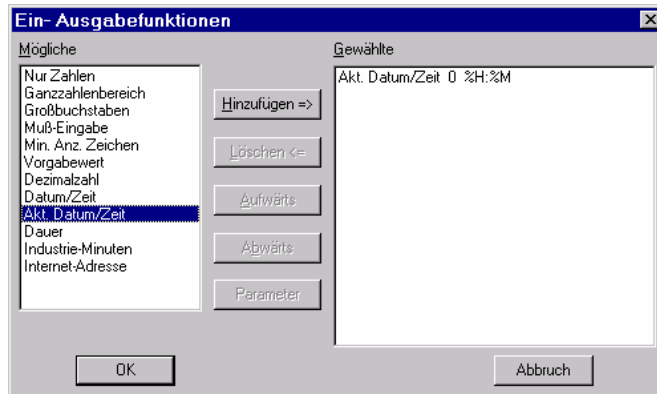 Ein- Ausgabefunktionen
Mögliche
Nur Zahlen
Ganzzahlenbereich
Großbuchstaben
Muß-Eingabe
Min. Anz. Zeichen
Vorgabewert
Dezimalzahl
Datum/Zeit
Akt. Datum/Zeit
Dauer
Industrie-Minuten
Internet-Adresse
Hinzufügen =>
Löschen <=
Aufwärts
Abwärts
Parameter
Gewählte
Akt. Datum/Zeit 0 %H:%M
OK
Abbruch